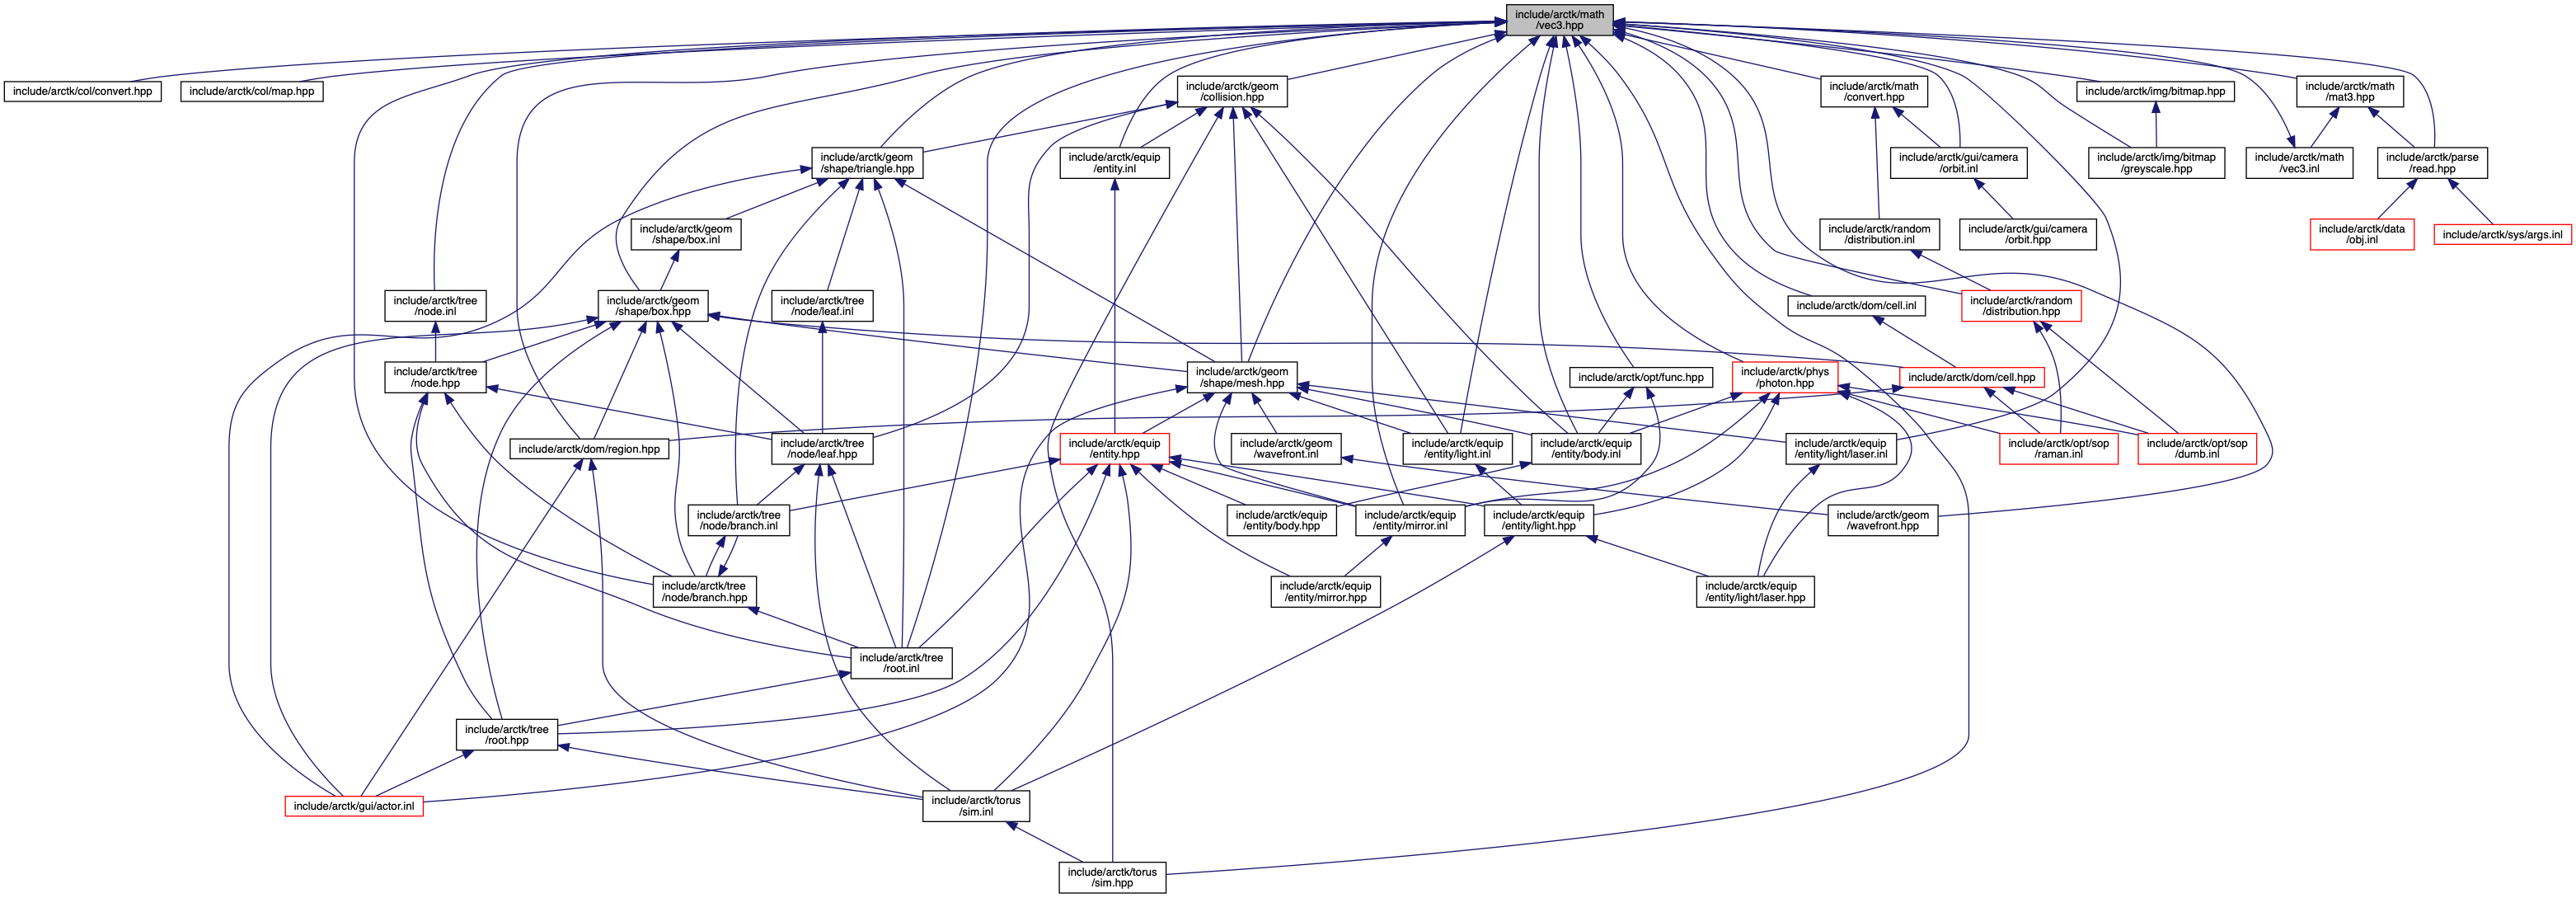 include/arctk/math
/vec3.hpp
include/arctk/col/convert.hpp
include/arctk/col/map.hpp
include/arctk/geom
/collision.hpp
include/arctk/math
/convert.hpp
include/arctk/img/bitmap.hpp
include/arctk/math
/mat3.hpp
include/arctk/geom
/shape/triangle.hpp
include/arctk/equip
/entity.inl
include/arctk/gui/camera
/orbit.inl
include/arctk/img/bitmap
/greyscale.hpp
include/arctk/math
/vec3.inl
include/arctk/parse
/read.hpp
include/arctk/geom
/shape/box.inl
include/arctk/random
/distribution.inl
include/arctk/gui/camera
/orbit.hpp
include/arctk/data
/obj.inl
include/arctk/sys/args.inl
include/arctk/tree
/node.inl
include/arctk/geom
/shape/box.hpp
include/arctk/tree
/node/leaf.inl
include/arctk/dom/cell.inl
include/arctk/random
/distribution.hpp
include/arctk/tree
/node.hpp
include/arctk/geom
/shape/mesh.hpp
include/arctk/opt/func.hpp
include/arctk/phys
/photon.hpp
include/arctk/dom/cell.hpp
include/arctk/dom/region.hpp
include/arctk/tree
/node/leaf.hpp
include/arctk/equip
/entity.hpp
include/arctk/geom
/wavefront.inl
include/arctk/equip
/entity/light.inl
include/arctk/equip
/entity/body.inl
include/arctk/equip
/entity/light/laser.inl
include/arctk/opt/sop
/raman.inl
include/arctk/opt/sop
/dumb.inl
include/arctk/tree
/node/branch.inl
include/arctk/equip
/entity/body.hpp
include/arctk/equip
/entity/mirror.inl
include/arctk/equip
/entity/light.hpp
include/arctk/geom
/wavefront.hpp
include/arctk/tree
/node/branch.hpp
include/arctk/equip
/entity/mirror.hpp
include/arctk/equip
/entity/light/laser.hpp
include/arctk/tree
/root.inl
include/arctk/tree
/root.hpp
include/arctk/gui/actor.inl
include/arctk/torus
/sim.inl
include/arctk/torus
/sim.hpp